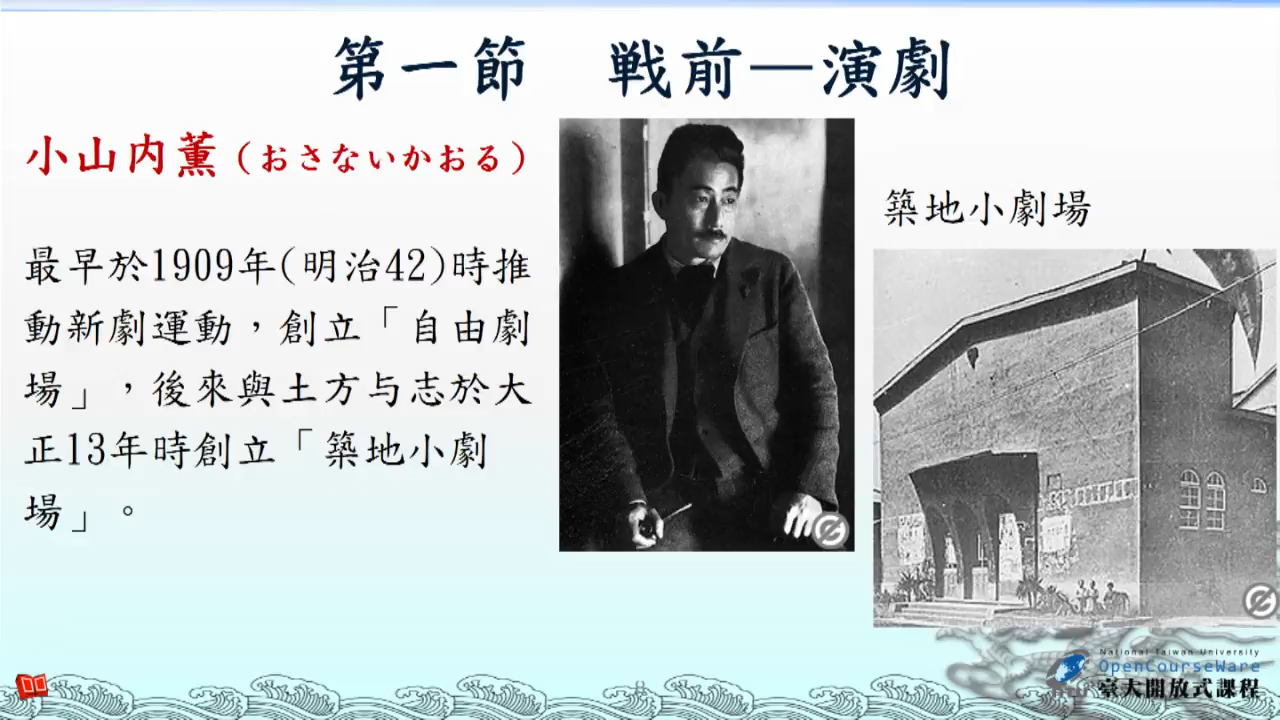 第一節　戦前—演劇
小山内薫（おさないかおる）
最早於1909年(明治42)時推
動新劇運動，創立「自由劇
場」，後來與土方与志於大
正13年時創立「築地小劇
場」。
築地小劇場
National Taiwan University
OpenCourseWare
臺大開放式課程